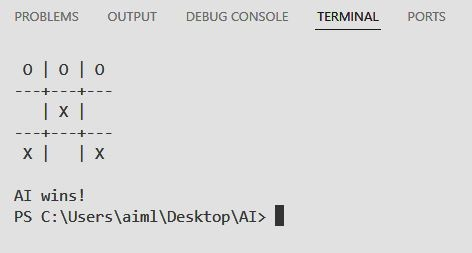 PROBLEMS OUTPUT DEBUG CONSOLE TERMINAL PORTS
 O | O | O
---+---+---
   | X |
---+---+---
 X |   | X
AI wins!
PS C:\Users\aiml\Desktop\AI>